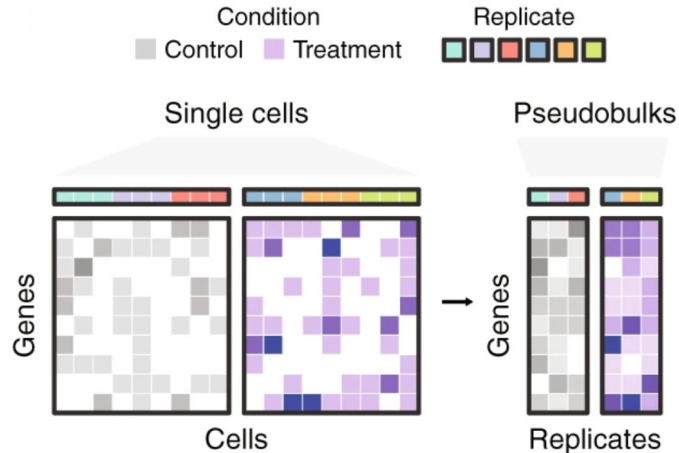 Condition
Replicate
Control
Treatment
Single cells
Pseudobulks
Genes
Genes
Cells
Replicates